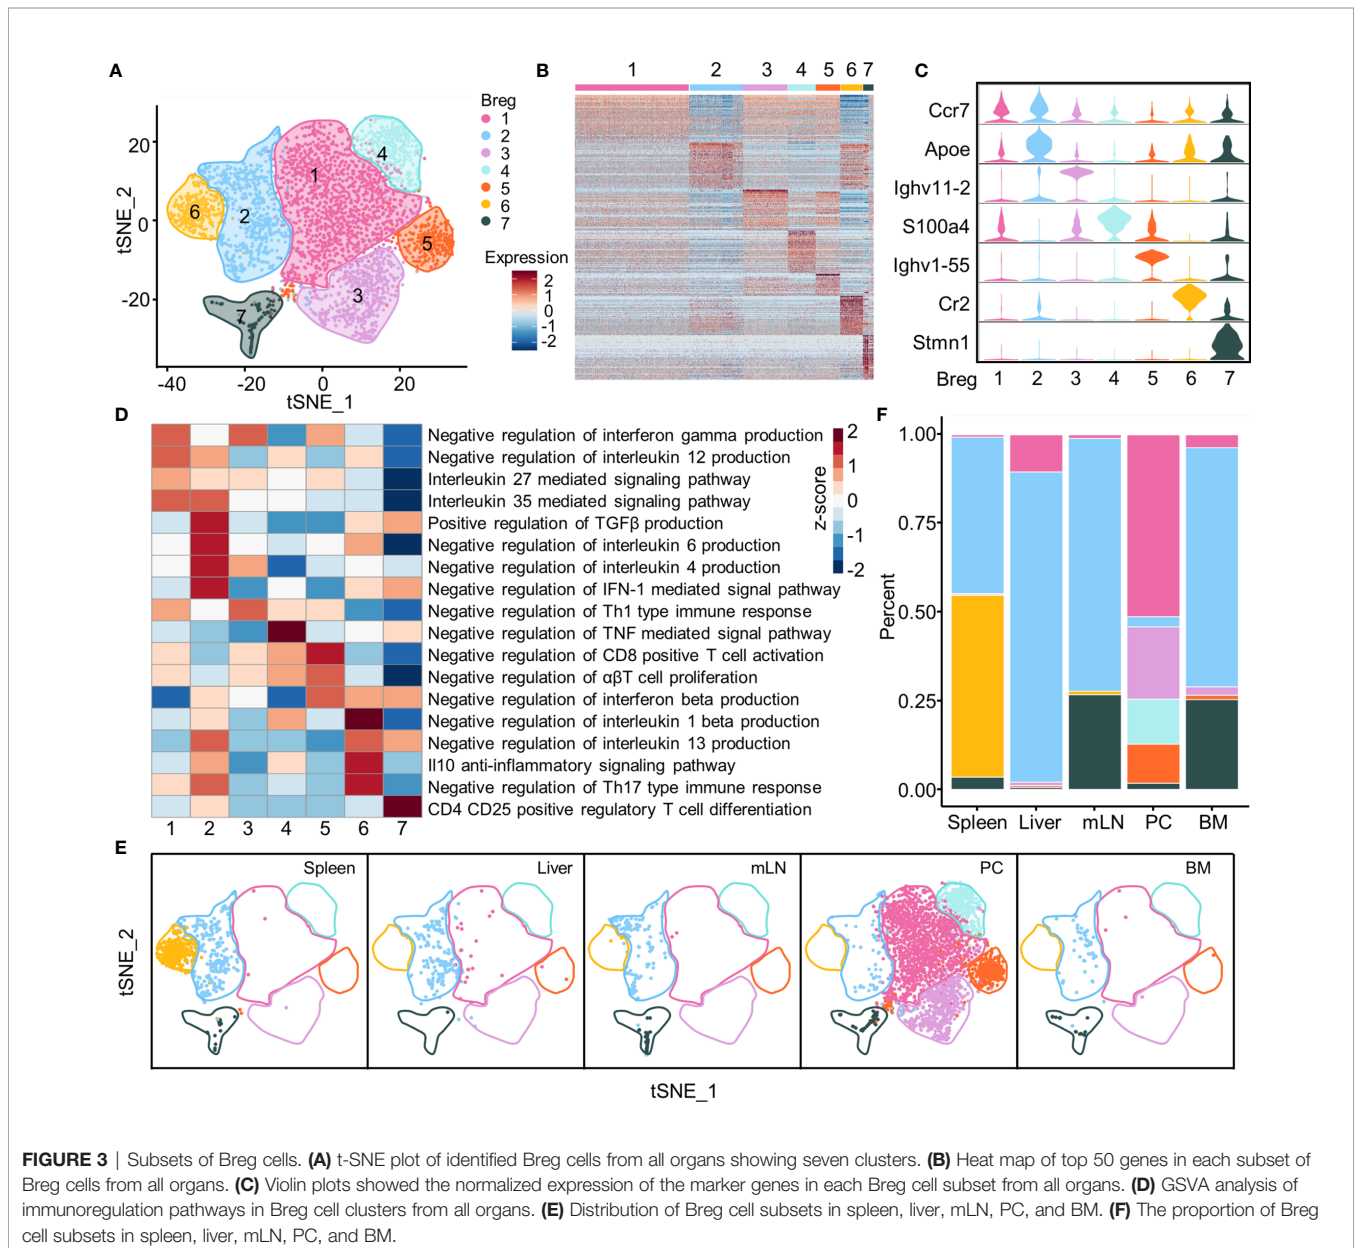 A
Breg
1
2
3
4
5
6
7
tSNE_2
20
0
-20
-40
-20
0
20
tSNE_1
1
2
3
4
5
6
7
Expression
2
1
0
-1
-2
B
1 2 3 4 5 6 7
C
Ccr7
Apoe
Ighv11-2
S100a4
Ighv1-55
Cr2
Stmn1
Breg 1 2 3 4 5 6 7
D
Negative regulation of interferon gamma production
Negative regulation of interleukin 12 production
Interleukin 27 mediated signaling pathway
Interleukin 35 mediated signaling pathway
Positive regulation of TGFβ production
Negative regulation of interleukin 6 production
Negative regulation of interleukin 4 production
Negative regulation of IFN-1 mediated signal pathway
Negative regulation of Th1 type immune response
Negative regulation of TNF mediated signal pathway
Negative regulation of CD8 positive T cell activation
Negative regulation of αβT cell proliferation
Negative regulation of interferon beta production
Negative regulation of interleukin 1 beta production
Negative regulation of interleukin 13 production
Il10 anti-inflammatory signaling pathway
Negative regulation of Th17 type immune response
CD4 CD25 positive regulatory T cell differentiation
1 2 3 4 5 6 7
z-score
2
1
0
-1
-2
F
Percent
1.00
0.75
0.50
0.25
0.00
Spleen Liver mLN PC BM
E
Spleen
Liver
mLN
PC
BM
tSNE_2
tSNE_1
FIGURE 3 | Subsets of Breg cells. (A) t-SNE plot of identified Breg cells from all organs showing seven clusters. (B) Heat map of top 50 genes in each subset of
Breg cells from all organs. (C) Violin plots showed the normalized expression of the marker genes in each Breg cell subset from all organs. (D) GSVA analysis of
immunoregulation pathways in Breg cell clusters from all organs. (E) Distribution of Breg cell subsets in spleen, liver, mLN, PC, and BM. (F) The proportion of Breg
cell subsets in spleen, liver, mLN, PC, and BM.